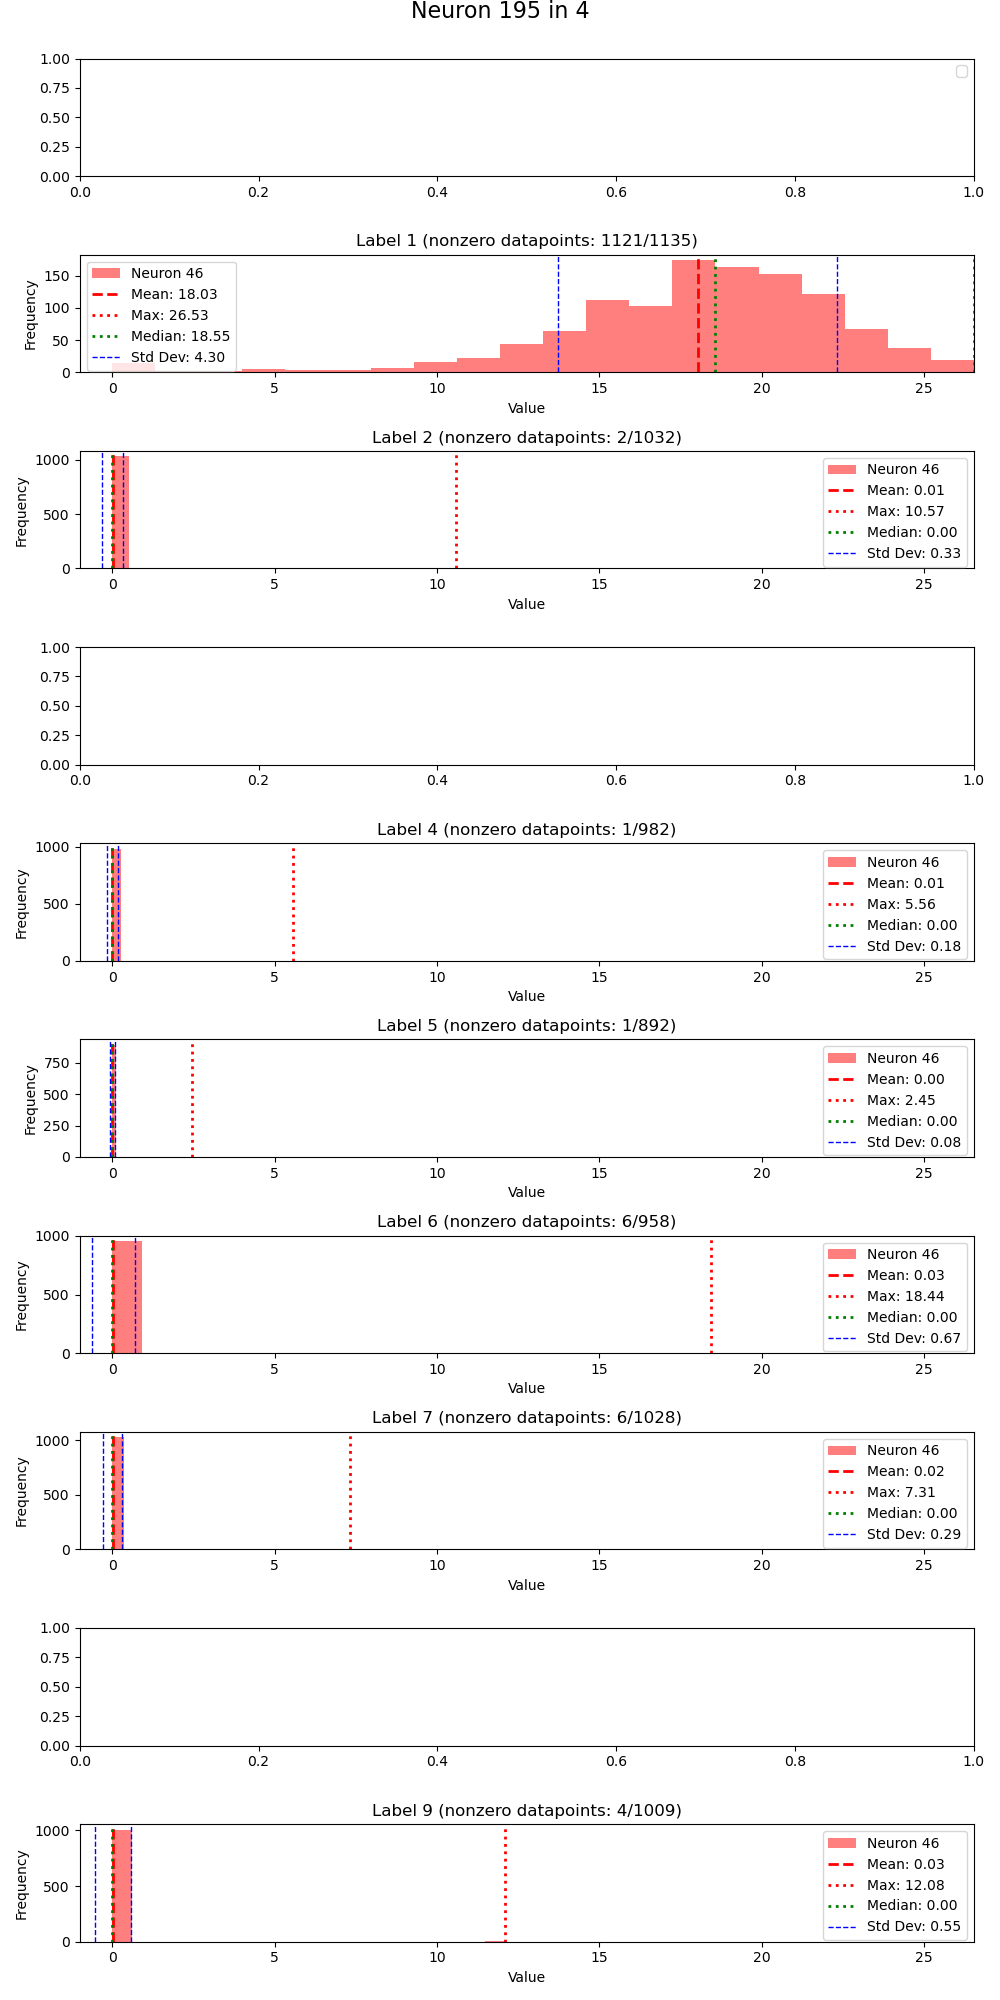 Neuron 195 in 4
1.00
0.75
0.50
0.25
0.00
0.0 0.2 0.4 0.6 0.8 1.0
Label 1 (nonzero datapoints: 1121/1135)
Frequency
150
100
50
0
Neuron 46
Mean: 18.03
Max: 26.53
Median: 18.55
Std Dev: 4.30
0 5 10 15 20 25
Value
Label 2 (nonzero datapoints: 2/1032)
Frequency
1000
500
0
Neuron 46
Mean: 0.01
Max: 10.57
Median: 0.00
Std Dev: 0.33
0 5 10 15 20 25
Value
1.00
0.75
0.50
0.25
0.00
0.0 0.2 0.4 0.6 0.8 1.0
Label 4 (nonzero datapoints: 1/982)
Frequency
1000
500
0
Neuron 46
Mean: 0.01
Max: 5.56
Median: 0.00
Std Dev: 0.18
0 5 10 15 20 25
Value
Label 5 (nonzero datapoints: 1/892)
Frequency
750
500
250
0
Neuron 46
Mean: 0.00
Max: 2.45
Median: 0.00
Std Dev: 0.08
0 5 10 15 20 25
Value
Label 6 (nonzero datapoints: 6/958)
Frequency
1000
500
0
Neuron 46
Mean: 0.03
Max: 18.44
Median: 0.00
Std Dev: 0.67
0 5 10 15 20 25
Value
Label 7 (nonzero datapoints: 6/1028)
Frequency
1000
500
0
Neuron 46
Mean: 0.02
Max: 7.31
Median: 0.00
Std Dev: 0.29
0 5 10 15 20 25
Value
1.00
0.75
0.50
0.25
0.00
0.0 0.2 0.4 0.6 0.8 1.0
Label 9 (nonzero datapoints: 4/1009)
Frequency
1000
500
0
Neuron 46
Mean: 0.03
Max: 12.08
Median: 0.00
Std Dev: 0.55
0 5 10 15 20 25
Value